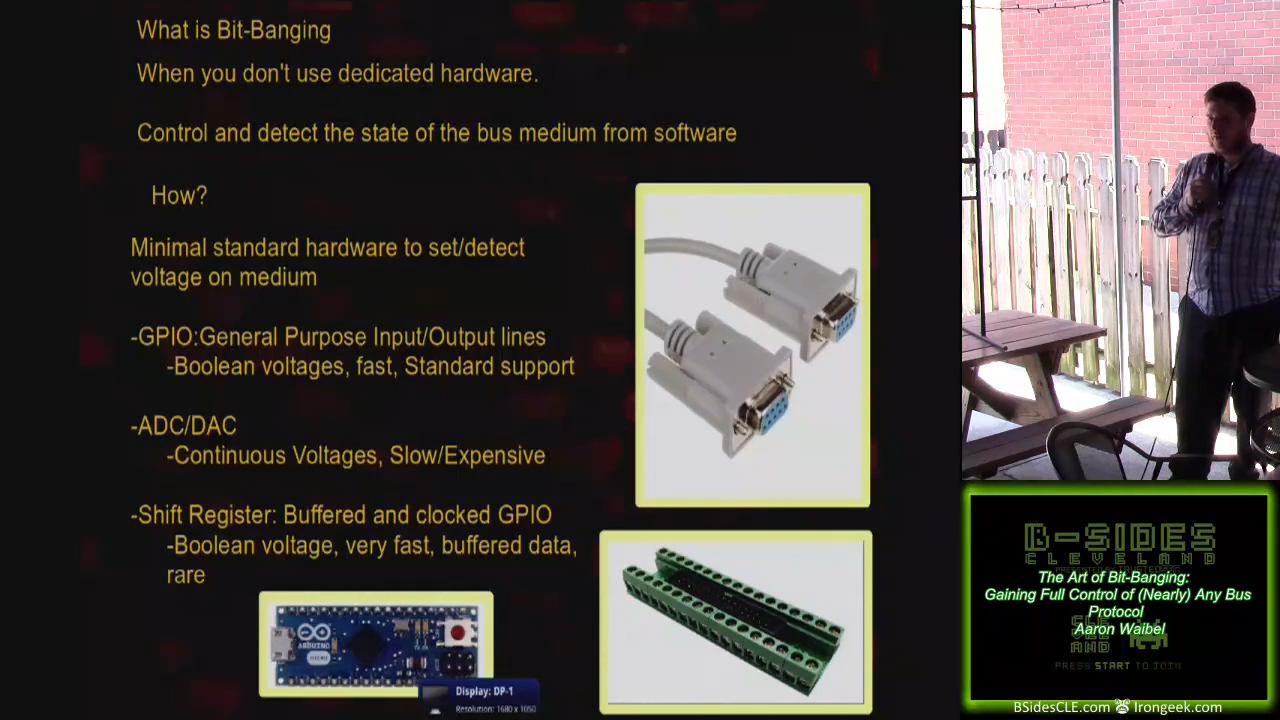 What is Bit-Banging
When you don't use dedicated hardware.
Control and detect the state of the bus medium from software
How?
Minimal standard hardware to set/detect
voltage on medium
-GPIO:General Purpose Input/Output lines
-Boolean voltages, fast, Standard support
-ADC/DAC
-Continuous Voltages, Slow/Expensive
-Shift Register: Buffered and clocked GPIO
-Boolean voltage, very fast, buffered data,
rare
ARDUINO
Display: DP-1
Resolution: 1680 x 1050
B-SIDES
CLEVELAND
The Art of Bit-Banging:
Gaining Full Control of (Nearly) Any Bus
Protocol
Aaron Waibel
CLE
VEL
AND
PRESS START TO JOIN
BSidesCLE.com Irongeek.com